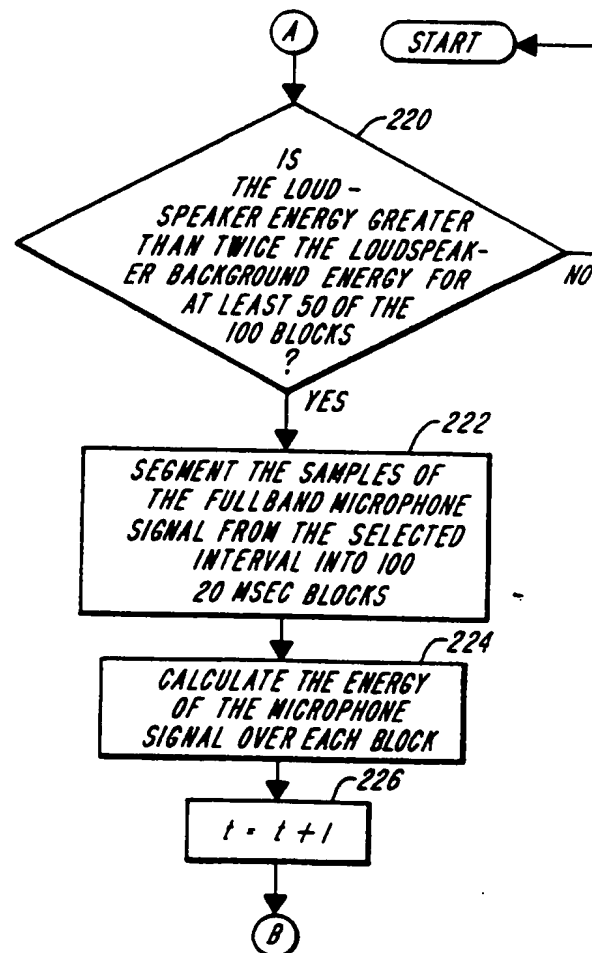 A
START
220
IS
THE LOUD-
SPEAKER ENERGY GREATER
THAN TWICE THE LOUDSPEAK-
ER BACKGROUND ENERGY FOR
AT LEAST 50 OF THE
100 BLOCKS
?
NO
YES
222
SEGMENT THE SAMPLES OF
THE FULLBAND MICROPHONE
SIGNAL FROM THE SELECTED
INTERVAL INTO 100
20 MSEC BLOCKS
224
CALCULATE THE ENERGY
OF THE MICROPHONE
SIGNAL OVER EACH BLOCK
226
t = t + 1
B